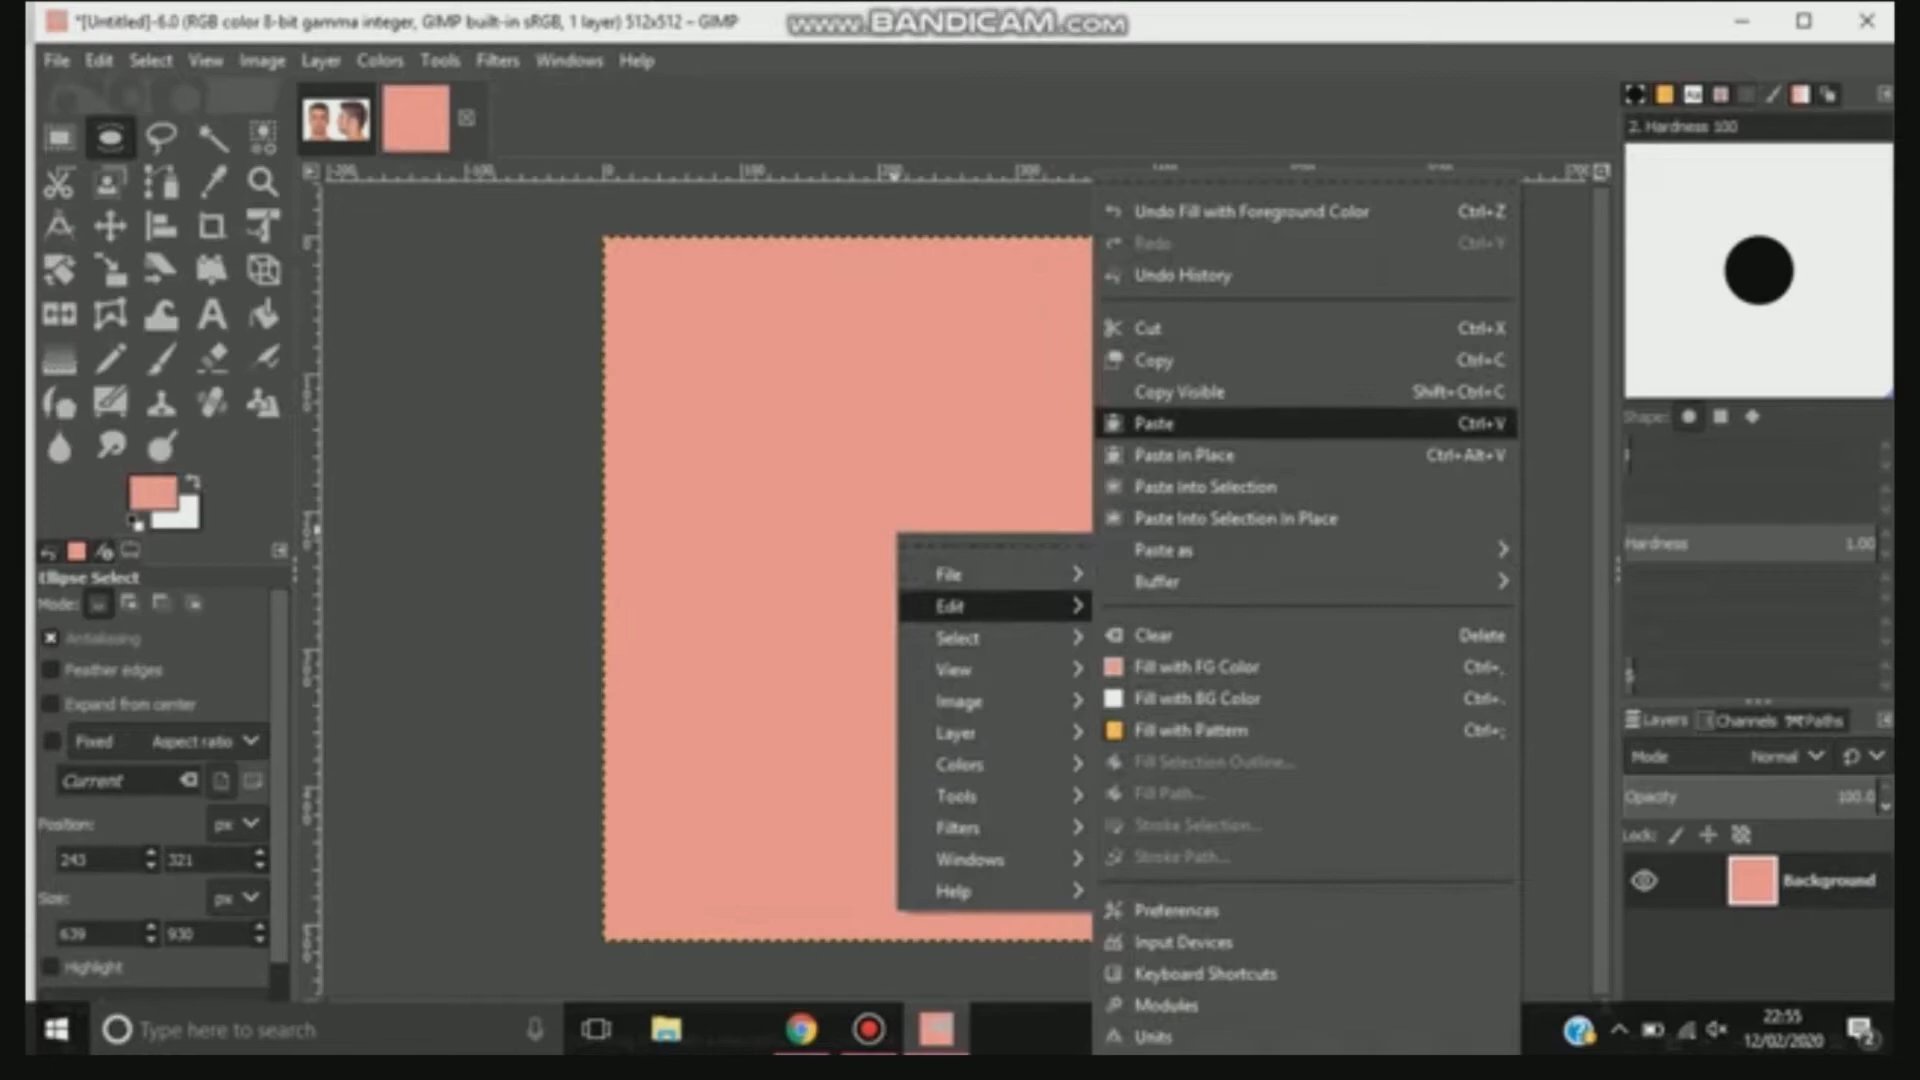 *[Untitled]-6.0 (RGB color 8-bit gamma integer, GIMP built-in sRGB, 1 layer) 512x512 – GIMP
www.BANDICAM.com
File Edit Select View Image Layer Colors Tools Filters Windows Help
2. Hardness 100
-200 -100 0 100 200 300
Undo Fill with Foreground Color Ctrl+Z
Redo Ctrl+Y
Undo History
Cut Ctrl+X
Copy Ctrl+C
Copy Visible Shift+Ctrl+C
Paste Ctrl+V
Paste in Place Ctrl+Alt+V
Paste Into Selection
Paste Into Selection In Place
Paste as
Buffer
Clear Delete
Fill with FG Color Ctrl+,
Fill with BG Color Ctrl+.
Fill with Pattern Ctrl+;
Fill Selection Outline...
Fill Path...
Stroke Selection...
Stroke Path...
Preferences
Input Devices
Keyboard Shortcuts
Modules
Units
File
Edit
Select
View
Image
Layer
Colors
Tools
Filters
Windows
Help
Ellipse Select
Mode:
Antialiasing
Feather edges
Expand from center
Fixed Aspect ratio
Current
Position: px
243 321
Size: px
639 930
Highlight
Shape:
Hardness 1.00
Layers Channels Paths
Mode Normal
Opacity 100.0
Lock:
Background
Type here to search
22:55
12/02/2020
2